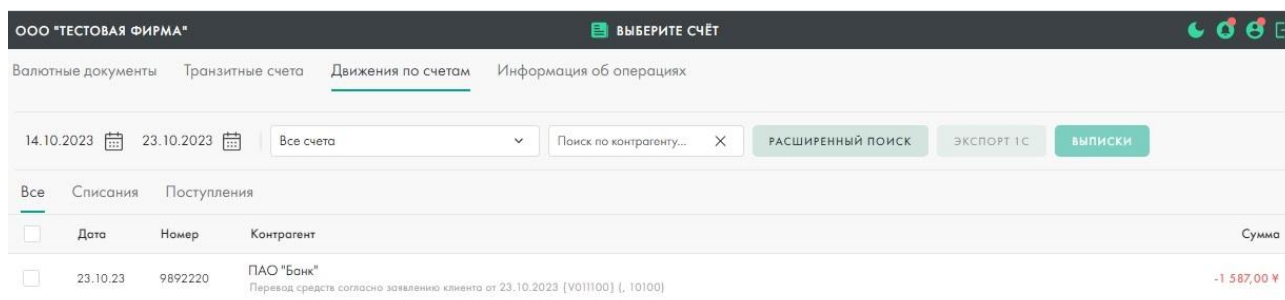 ООО "ТЕСТОВАЯ ФИРМА" ВЫБЕРИТЕ СЧЁТ
Валютные документы Транзитные счета Движения по счетам Информация об операциях
14.10.2023 23.10.2023 Все счета Поиск по контрагенту... РАСШИРЕННЫЙ ПОИСК ЭКСПОРТ 1С ВЫПИСКИ
Все Списания Поступления
Дата Номер Контрагент Сумма
23.10.23 9892220 ПАО "Банк" -1 587,00 ¥
Перевод средств согласно заявлению клиента от 23.10.2023 {V011100} (, 10100)